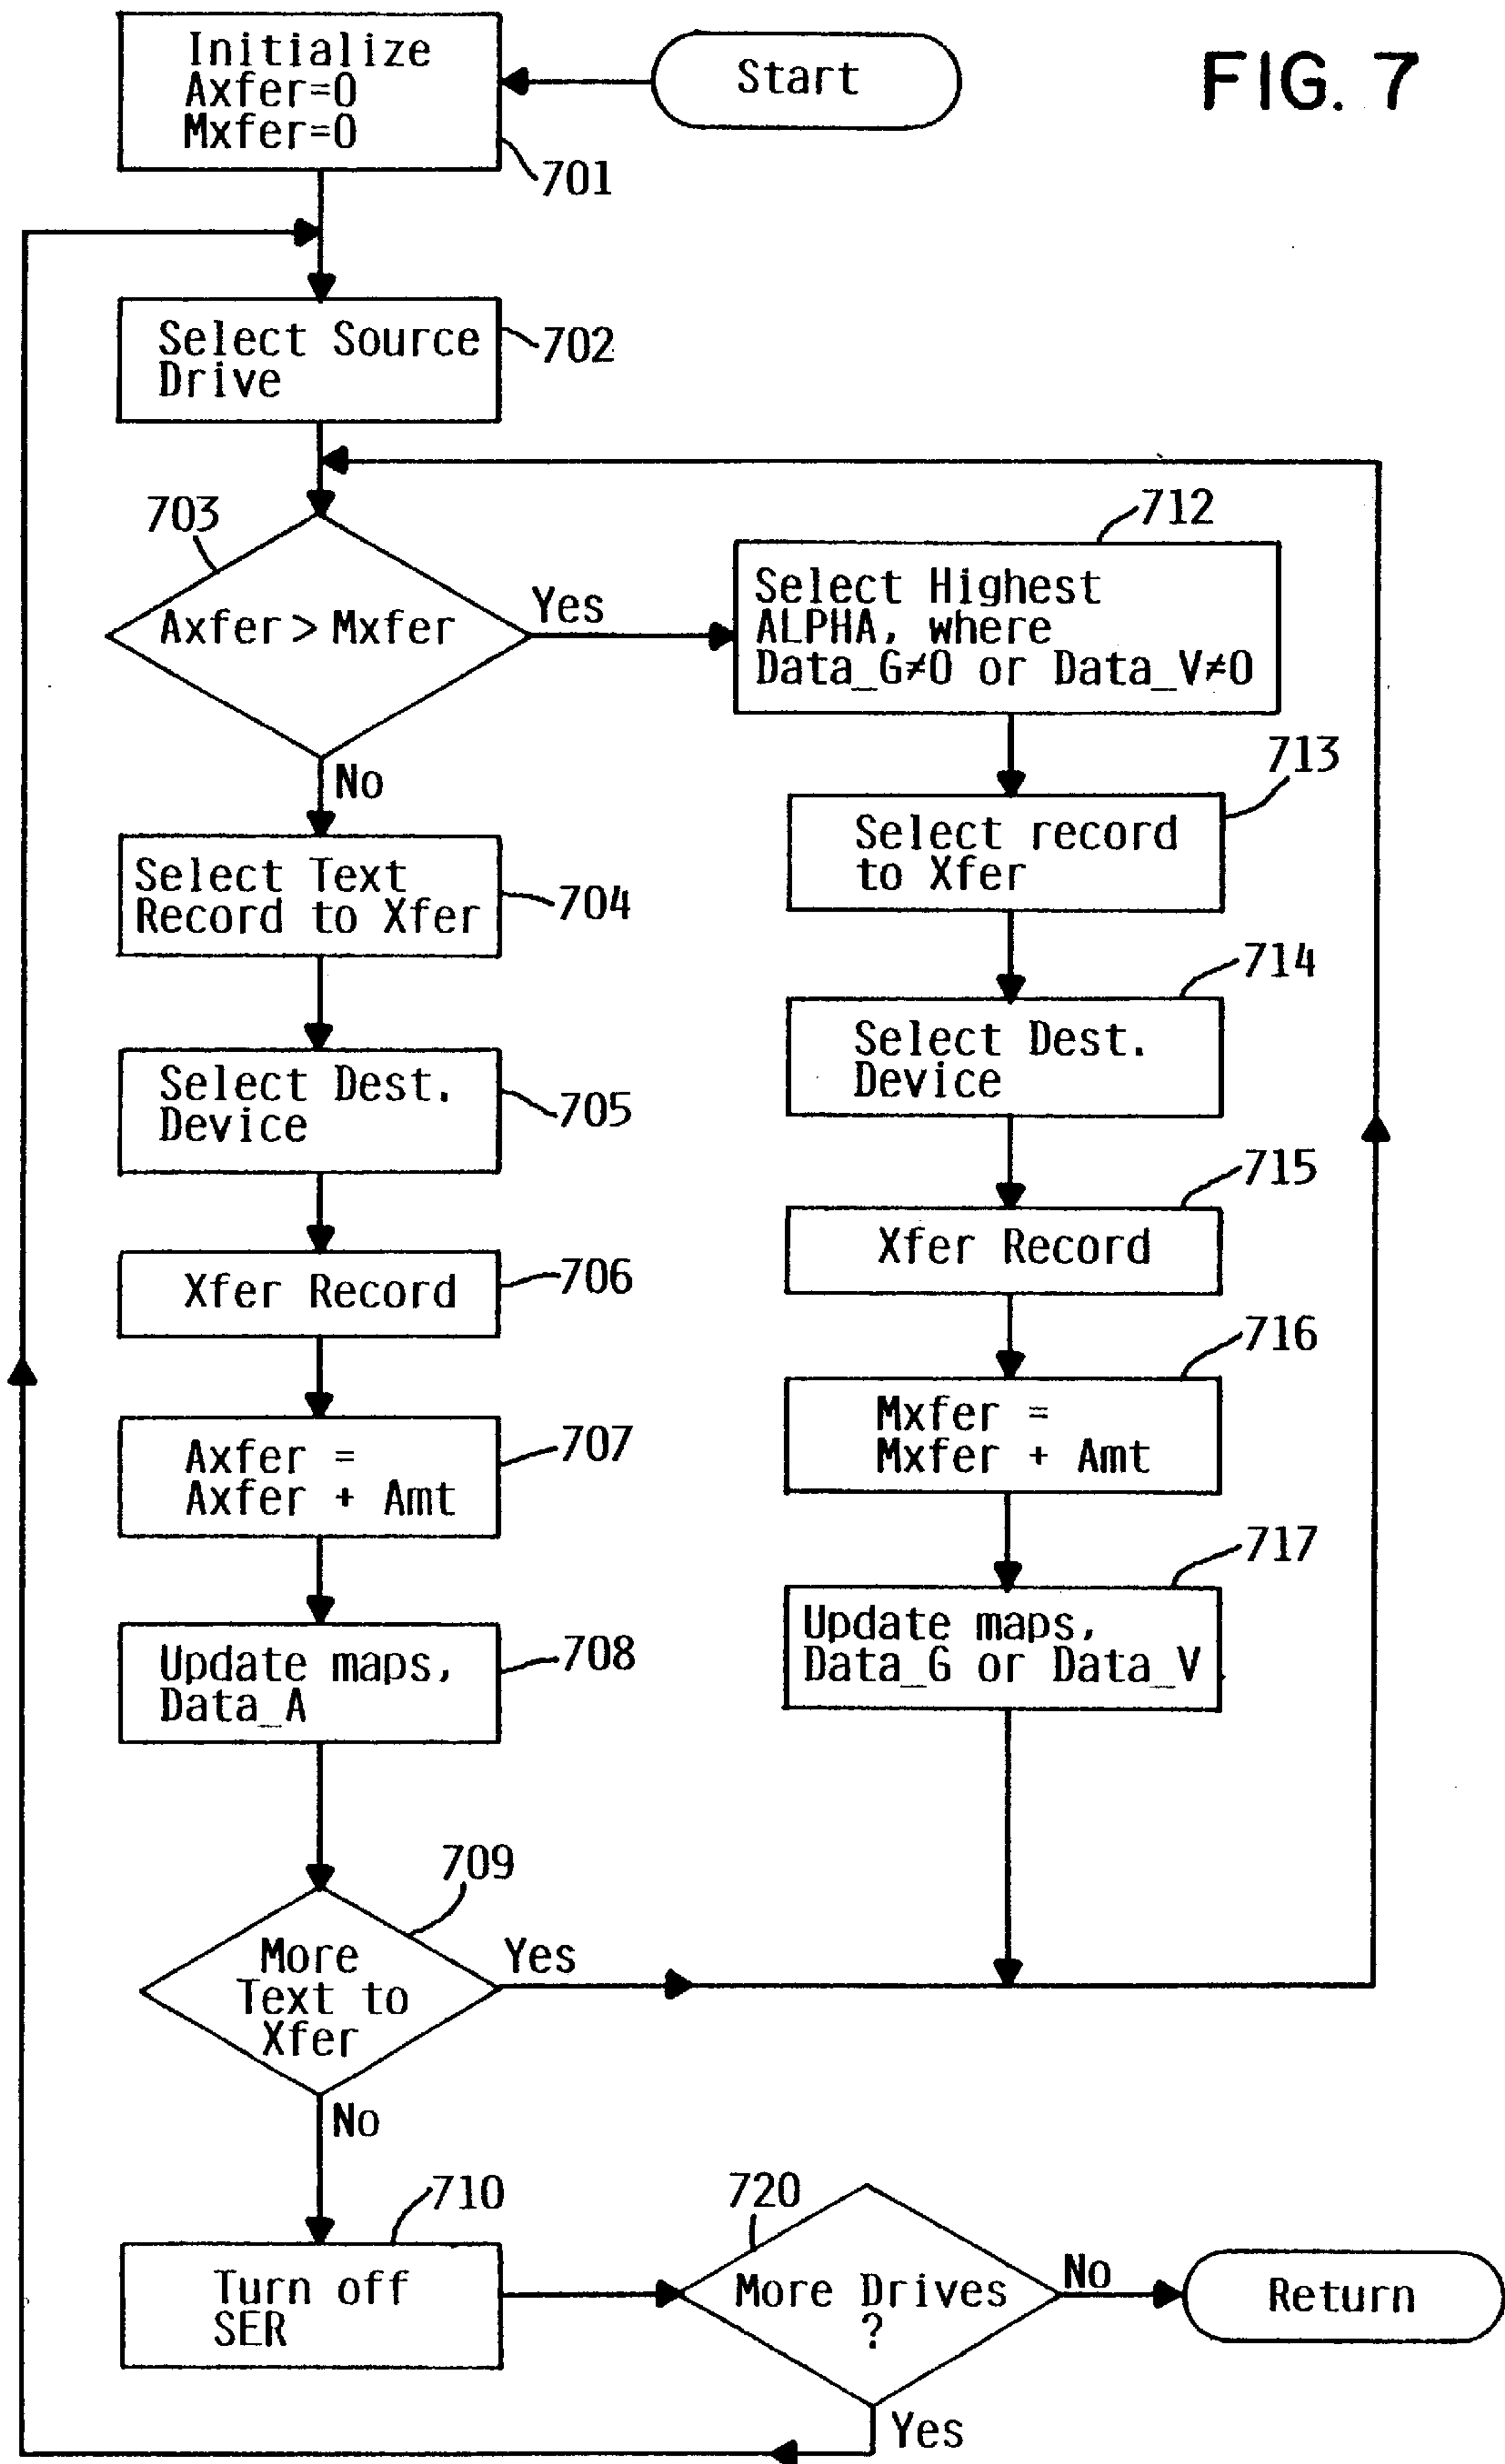 FIG. 7
Start
Initialize
Axfer=0
Mxfer=0
701
Select Source
Drive
702
703
Axfer > Mxfer
Yes
No
712
Select Highest
ALPHA, where
Data_G≠0 or Data_V≠0
713
Select record
to Xfer
714
Select Dest.
Device
715
Xfer Record
716
Mxfer =
Mxfer + Amt
717
Update maps,
Data_G or Data_V
Select Text
Record to Xfer
704
Select Dest.
Device
705
Xfer Record
706
Axfer =
Axfer + Amt
707
Update maps,
Data_A
708
709
More
Text to
Xfer
Yes
No
710
Turn off
SER
720
More Drives
?
No
Return
Yes